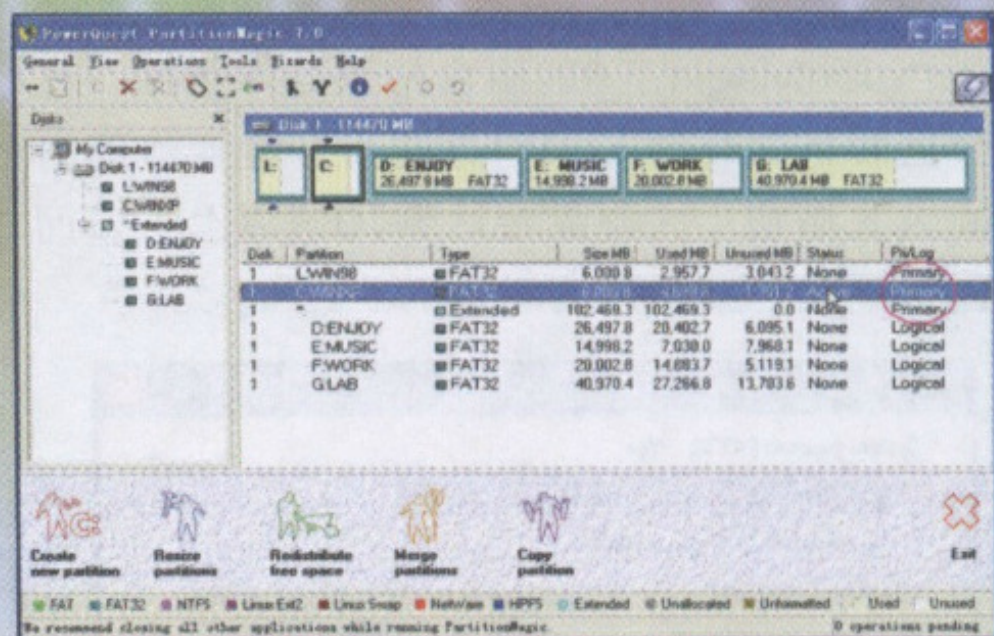 PowerQuest PartitionMagic 7.0
General View Operations Tools Wizards Help
Disks
Disk 1 - 114470 MB
My Computer
Disk 1 - 114470 MB
L:WIN98
C:WINXP
*Extended
D:ENJOY
E:MUSIC
F:WORK
G:LAB
L:
C:
D: ENJOY
26,497.8 MB FAT32
E: MUSIC
14,998.2 MB
F: WORK
20,002.8 MB
G: LAB
40,970.4 MB FAT32
Disk Partition Type Size MB Used MB Unused MB Status Pri/Log
1 L:WIN98 FAT32 6,000.8 2,957.7 3,043.2 None Primary
Primary
1 * Extended 102,469.3 102,469.3 0.0 None Primary
1 D:ENJOY FAT32 26,497.8 20,402.7 6,095.1 None Logical
1 E:MUSIC FAT32 14,998.2 7,030.0 7,968.1 None Logical
1 F:WORK FAT32 20,002.8 14,883.7 5,119.1 None Logical
1 G:LAB FAT32 40,970.4 27,266.8 13,703.6 None Logical
Create new partition
Resize partitions
Redistribute free space
Merge partitions
Copy partition
Exit
FAT FAT32 NTFS Linux Ext2 Linux Swap NetWare HPFS Extended Unallocated Unformatted Used Unused
We recommend closing all other applications while running PartitionMagic.
0 operations pending